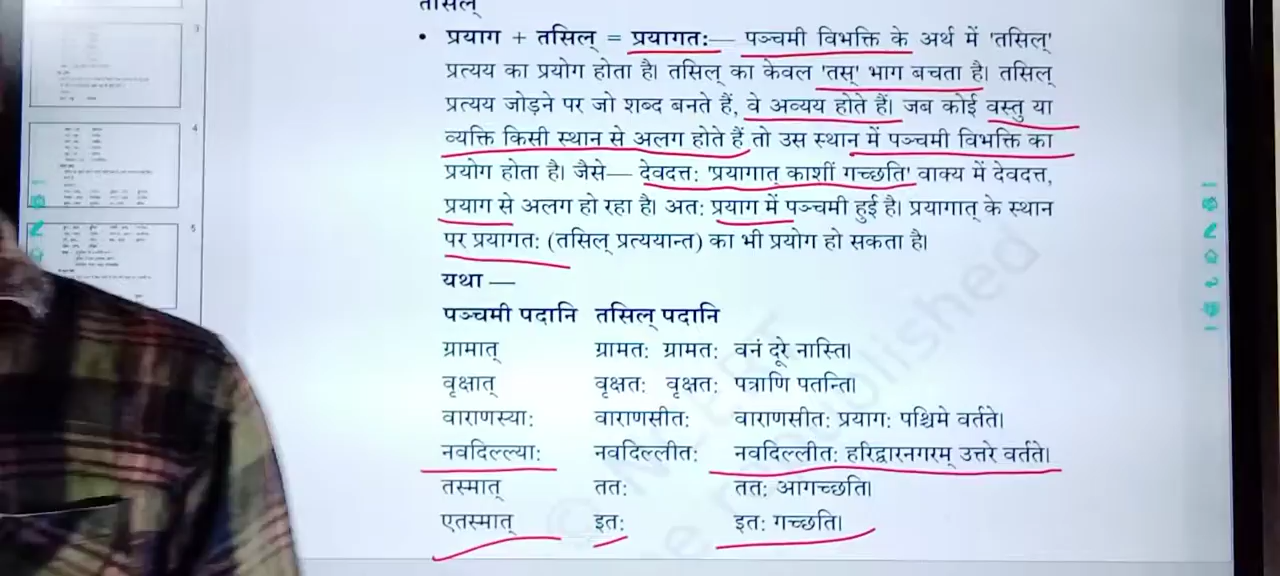 तसिल्
• प्रयाग + तसिल् = प्रयागतः— पञ्चमी विभक्ति के अर्थ में 'तसिल्'
प्रत्यय का प्रयोग होता है। तसिल् का केवल 'तस्' भाग बचता है। तसिल्
प्रत्यय जोड़ने पर जो शब्द बनते हैं, वे अव्यय होते हैं। जब कोई वस्तु या
व्यक्ति किसी स्थान से अलग होते हैं तो उस स्थान में पञ्चमी विभक्ति का
प्रयोग होता है। जैसे— देवदत्तः 'प्रयागात् काशीं गच्छति' वाक्य में देवदत्त,
प्रयाग से अलग हो रहा है। अतः प्रयाग में पञ्चमी हुई है। प्रयागात् के स्थान
पर प्रयागतः (तसिल् प्रत्ययान्त) का भी प्रयोग हो सकता है।
यथा —
पञ्चमी पदानि तसिल् पदानि
ग्रामात् ग्रामतः ग्रामतः वनं दूरे नास्ति।
वृक्षात् वृक्षतः वृक्षतः पत्राणि पतन्ति।
वाराणस्याः वाराणसीतः वाराणसीतः प्रयागः पश्चिमे वर्तते।
नवदिल्ल्याः नवदिल्लीतः नवदिल्लीतः हरिद्वारनगरम् उत्तरे वर्तते।
तस्मात् ततः ततः आगच्छति।
एतस्मात् इतः इतः गच्छति।
3
4
5